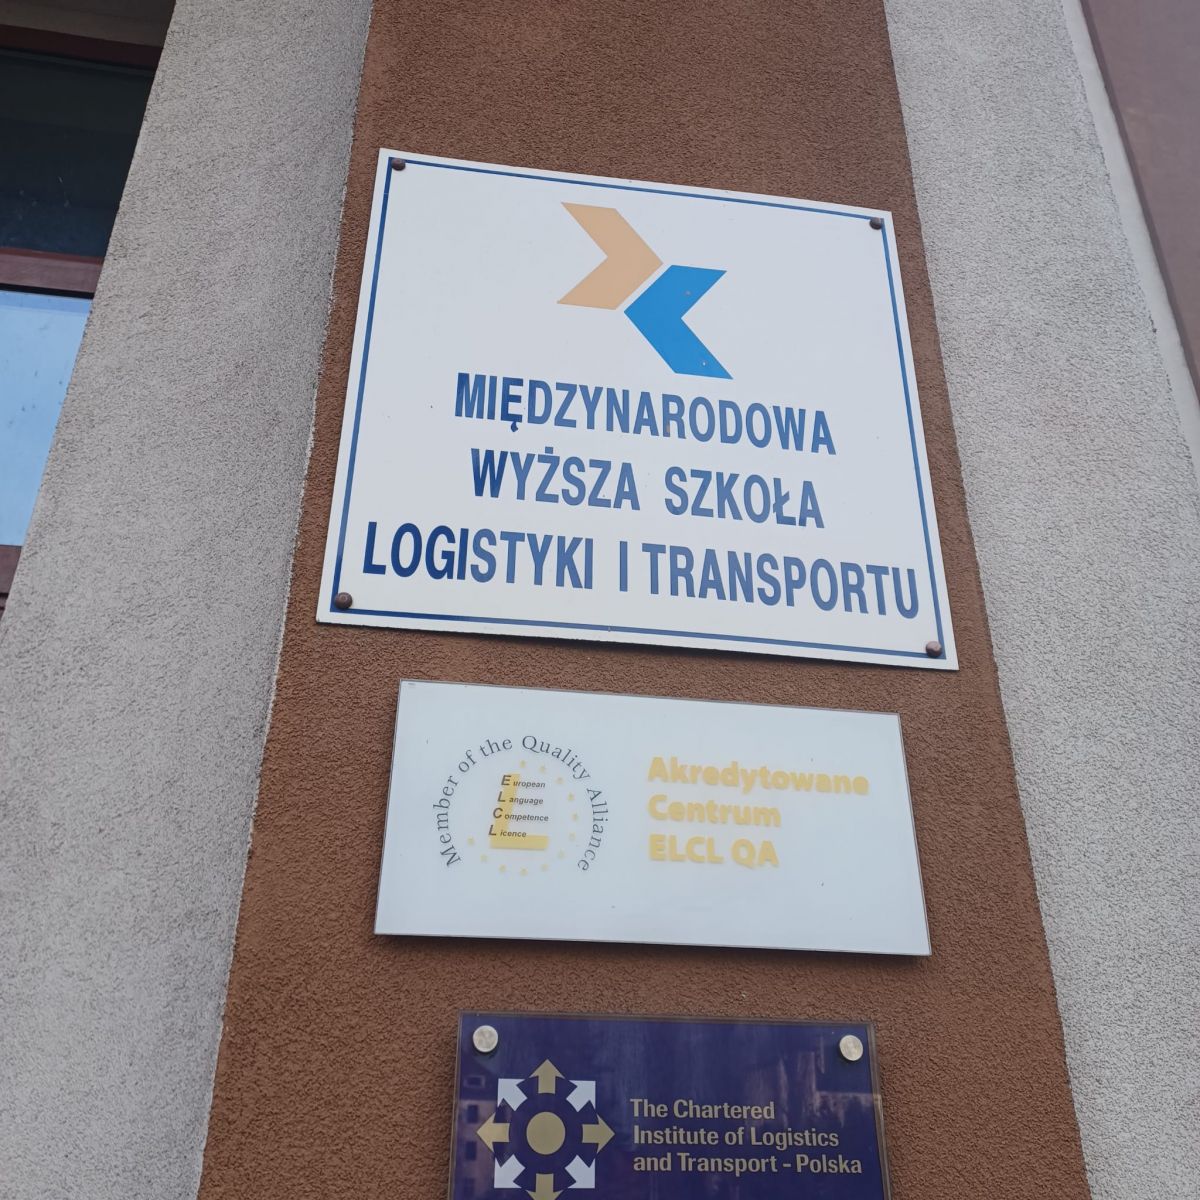 MIĘDZYNARODOWA
WYŻSZA SZKOŁA
LOGISTYKI I TRANSPORTU
Member of the Quality Alliance
European
Language
Competence
Licence
Akredytowane
Centrum
ELCL QA
The Chartered
Institute of Logistics
and Transport - Polska